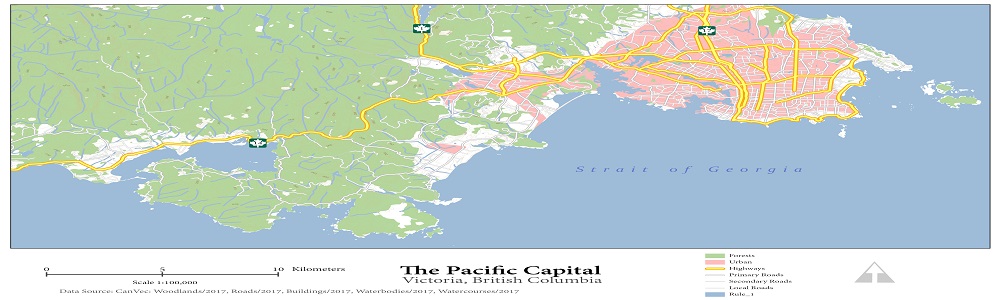 Strait of Georgia
0 5 10 Kilometers
Scale 1:100,000
Data Source: CanVec: Woodlands/2017, Roads/2017, Buildings/2017, Waterbodies/2017, Watercourses/2017
The Pacific Capital
Victoria, British Columbia
Forests
Urban
Highways
Primary Roads
Secondary Roads
Local Roads
Rule_1